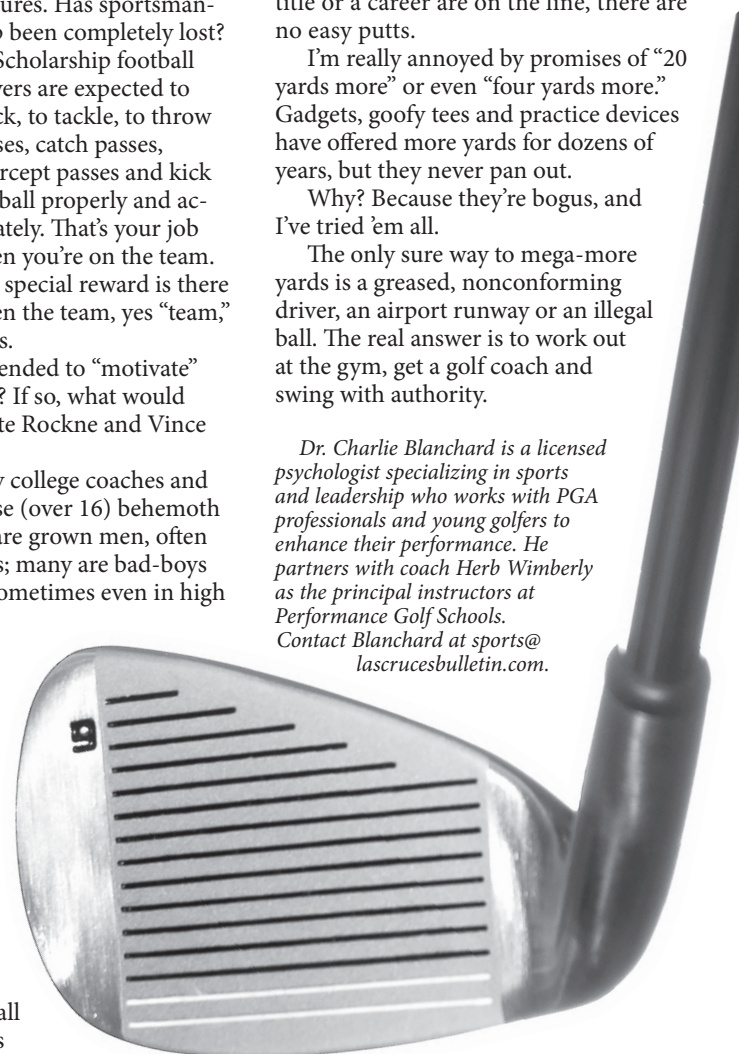 ures. Has sportsman-
o been completely lost?
Scholarship football
yers are expected to
ck, to tackle, to throw
ses, catch passes,
rcept passes and kick
ball properly and ac-
ately. That's your job
en you're on the team.
special reward is there
en the team, yes “team,”
s.
ended to “motivate”
? If so, what would
te Rockne and Vince
y college coaches and
se (over 16) behemoth
are grown men, often
s; many are bad-boys
ometimes even in high
all
s
title or a career are on the line, there are
no easy putts.
I'm really annoyed by promises of “20
yards more” or even “four yards more.”
Gadgets, goofy tees and practice devices
have offered more yards for dozens of
years, but they never pan out.
Why? Because they're bogus, and
I've tried ’em all.
The only sure way to mega-more
yards is a greased, nonconforming
driver, an airport runway or an illegal
ball. The real answer is to work out
at the gym, get a golf coach and
swing with authority.
Dr. Charlie Blanchard is a licensed
psychologist specializing in sports
and leadership who works with PGA
professionals and young golfers to
enhance their performance. He
partners with coach Herb Wimberly
as the principal instructors at
Performance Golf Schools.
Contact Blanchard at sports@
lascrucesbulletin.com.